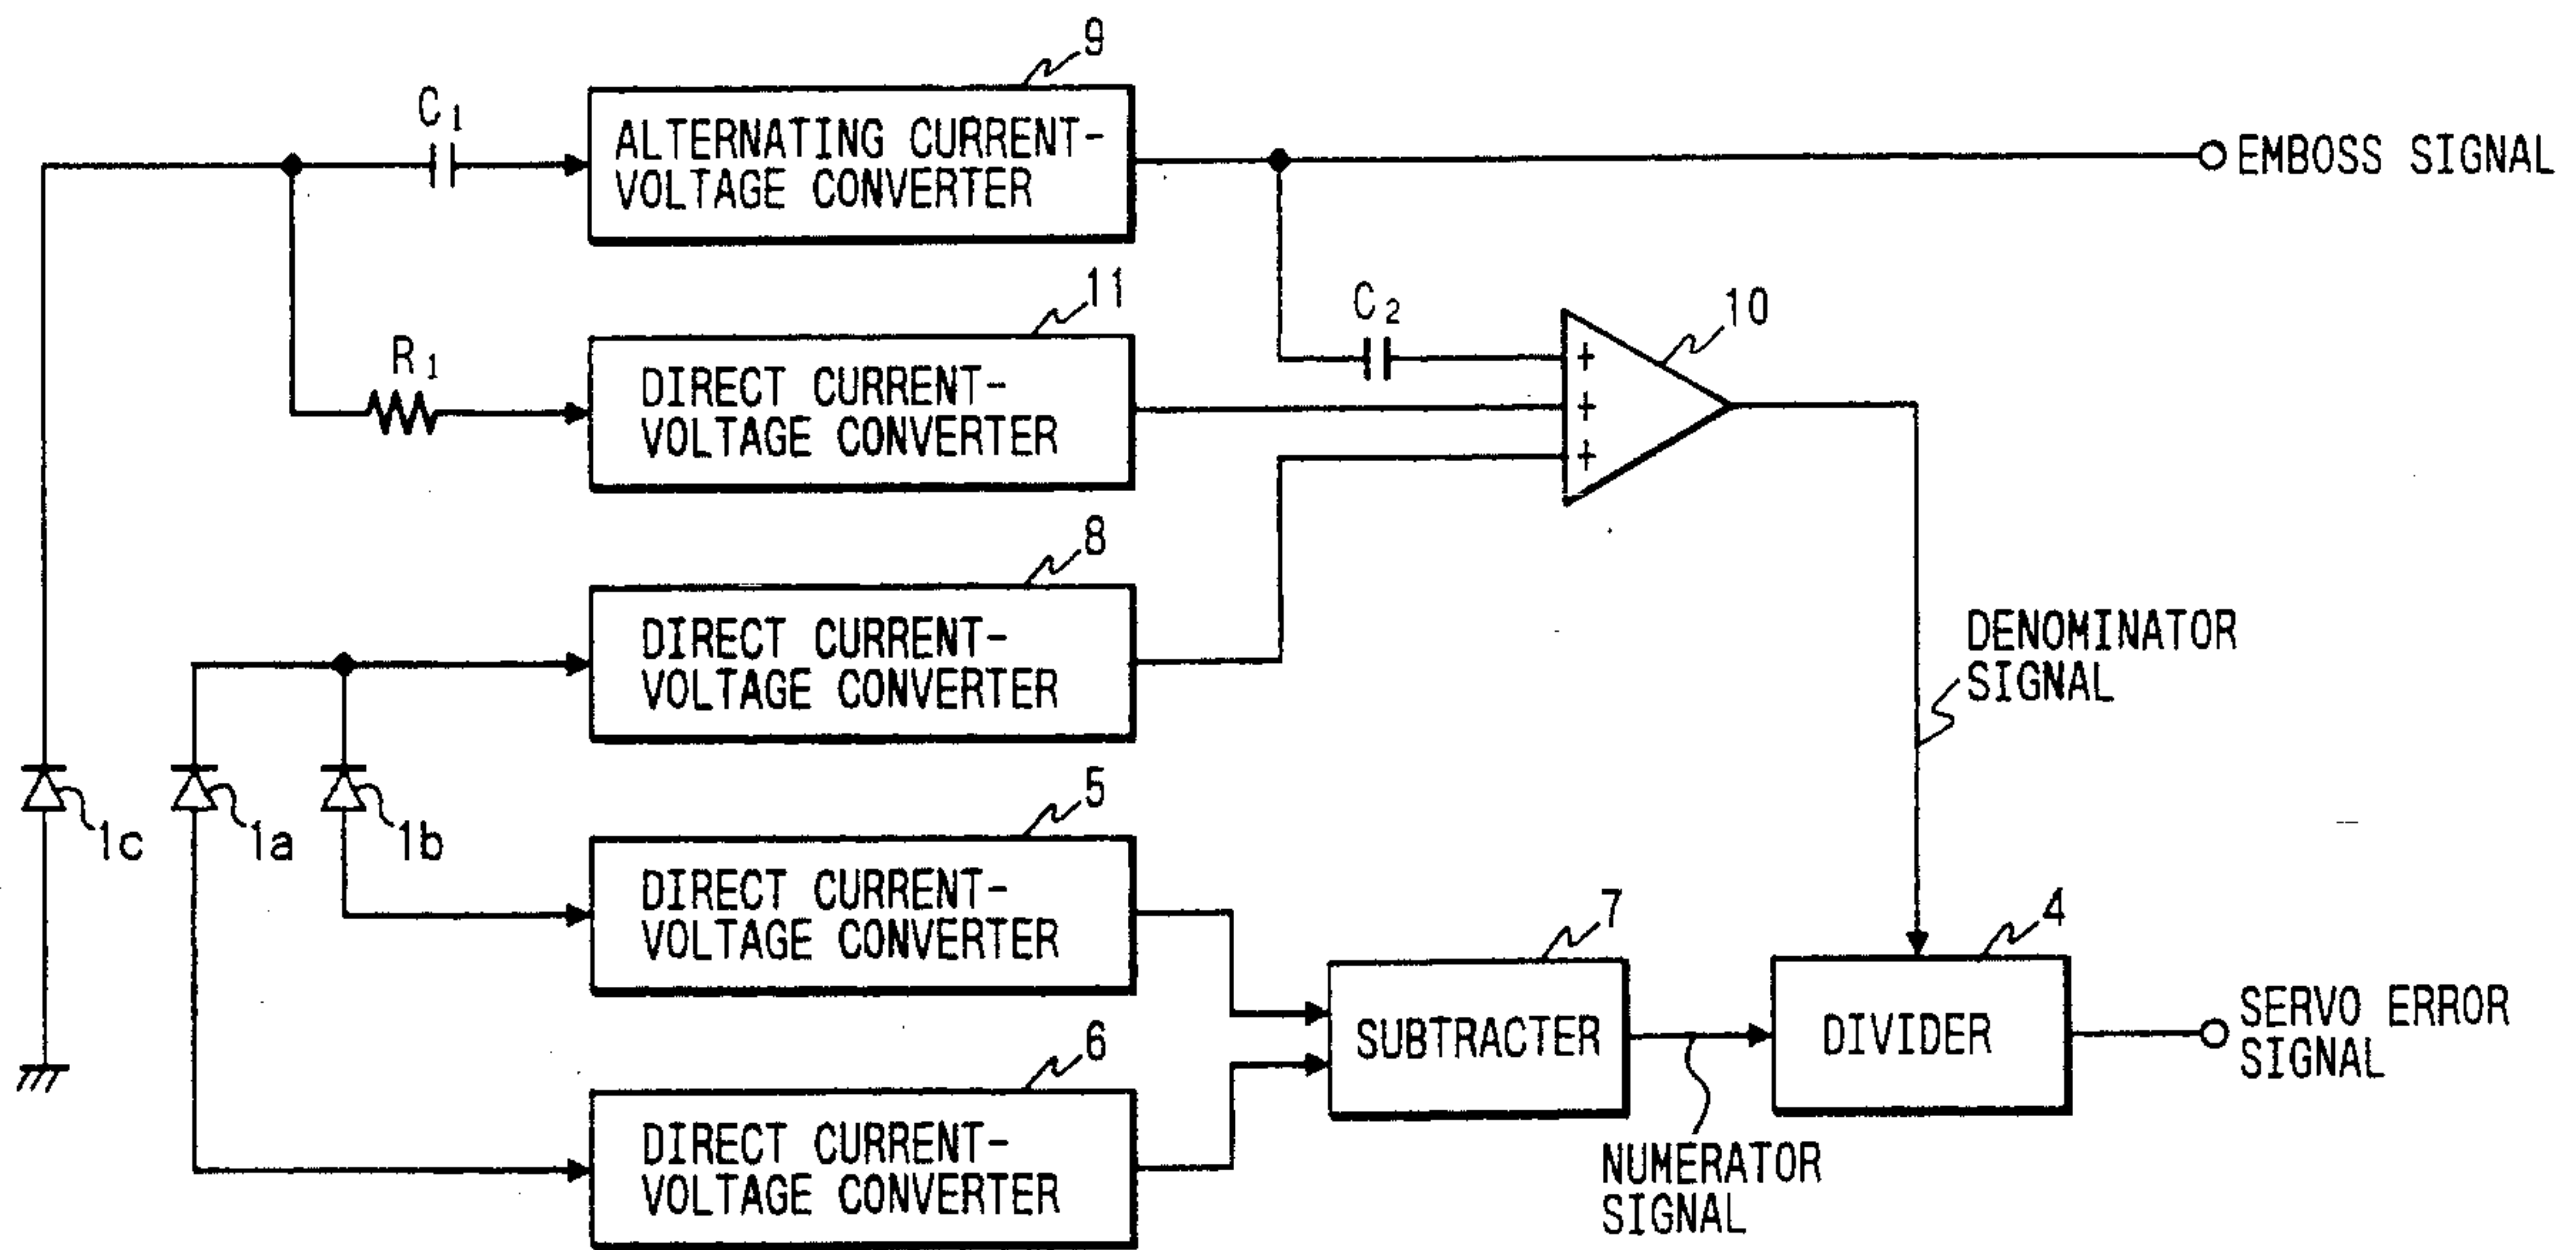 9
C1
ALTERNATING CURRENT-
VOLTAGE CONVERTER
EMBOSS SIGNAL
11
R1
DIRECT CURRENT-
VOLTAGE CONVERTER
C2
10
+
+
+
8
DIRECT CURRENT-
VOLTAGE CONVERTER
DENOMINATOR
SIGNAL
1c
1a
1b
5
DIRECT CURRENT-
VOLTAGE CONVERTER
7
SUBTRACTER
4
DIVIDER
SERVO ERROR
SIGNAL
6
DIRECT CURRENT-
VOLTAGE CONVERTER
NUMERATOR
SIGNAL